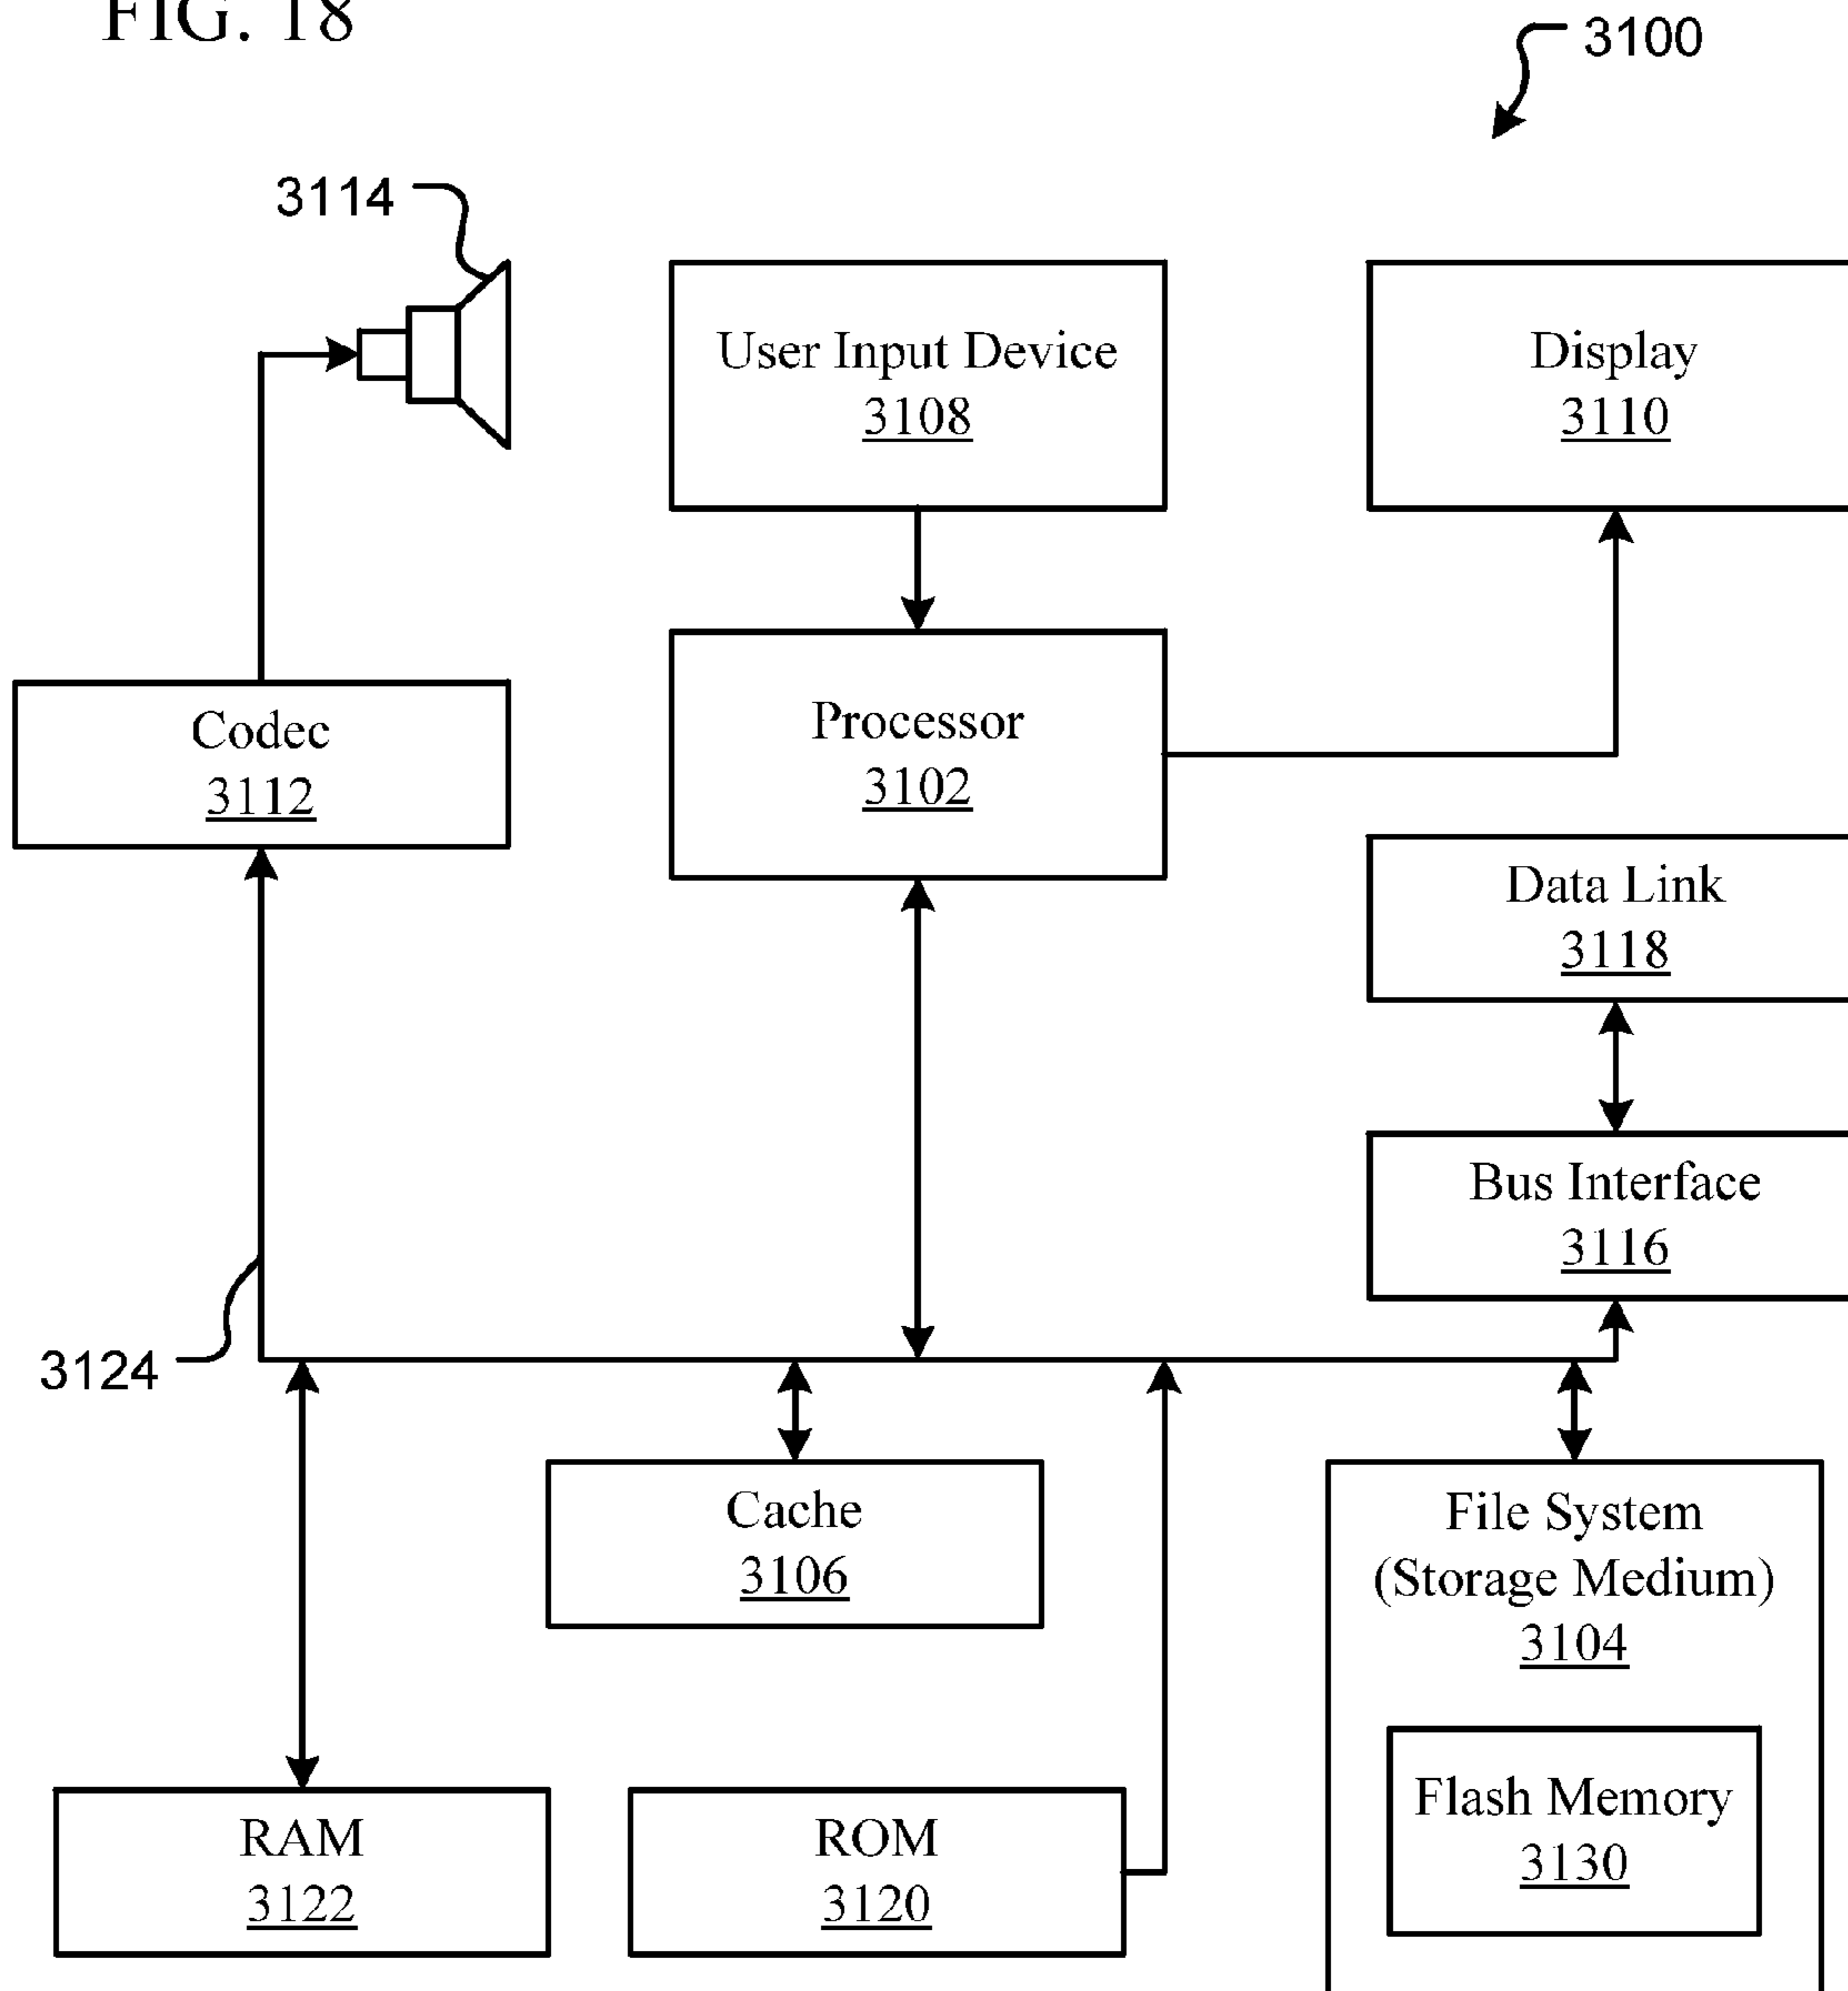 FIG. 18
3100
3114
User Input Device
3108
Display
3110
Codec
3112
Processor
3102
Data Link
3118
Bus Interface
3116
3124
Cache
3106
File System
(Storage Medium)
3104
Flash Memory
3130
RAM
3122
ROM
3120